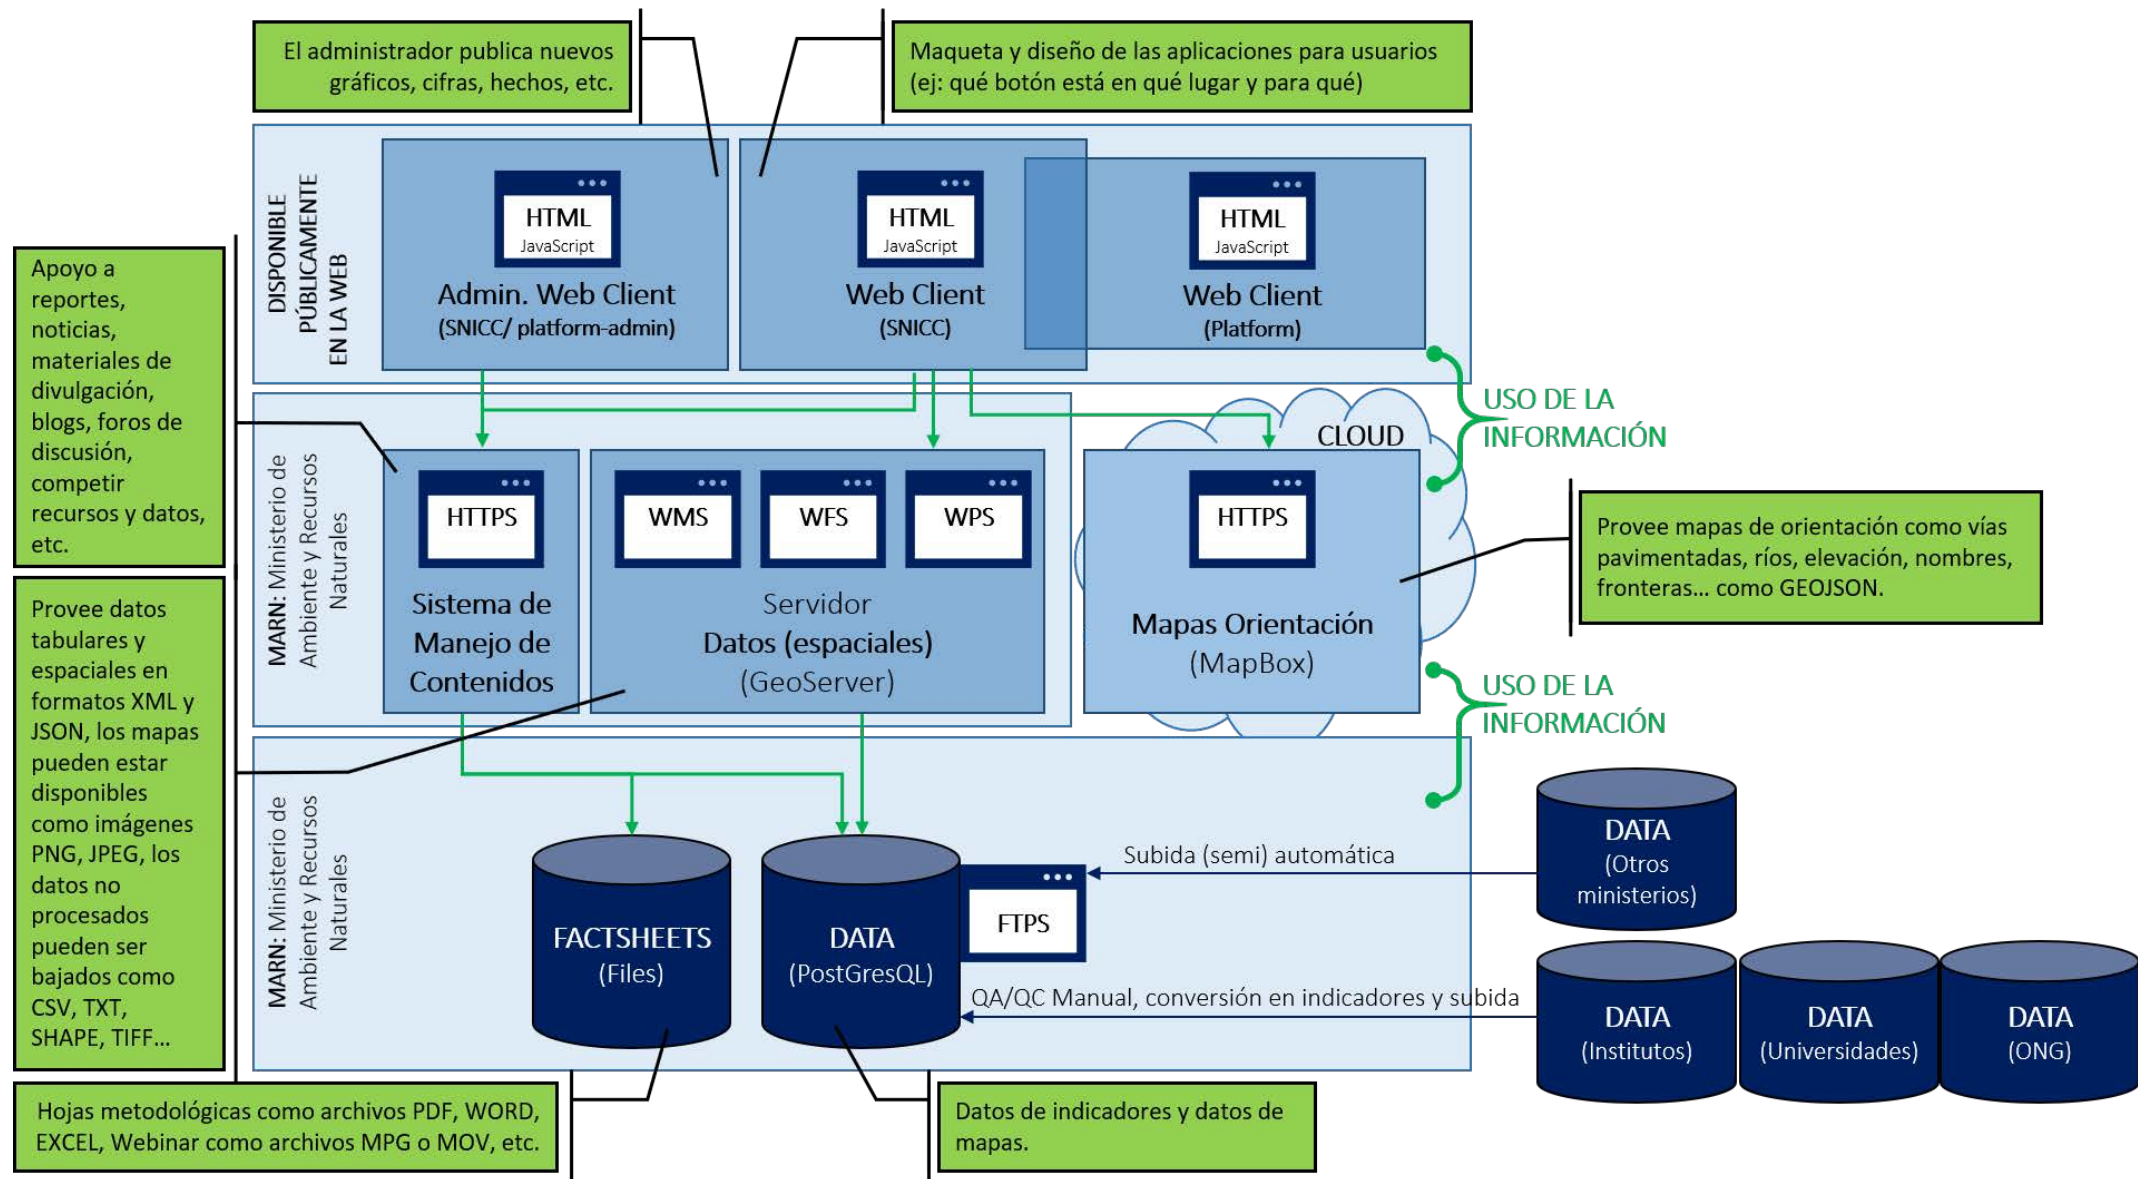 El administrador publica nuevos
gráficos, cifras, hechos, etc.
Maqueta y diseño de las aplicaciones para usuarios
(ej: qué botón está en qué lugar y para qué)
DISPONIBLE
PÚBLICAMENTE
EN LA WEB
HTML
JavaScript
Admin. Web Client
(SNICC/ platform-admin)
HTML
JavaScript
Web Client
(SNICC)
HTML
JavaScript
Web Client
(Platform)
USO DE LA
INFORMACIÓN
Apoyo a
reportes,
noticias,
materiales de
divulgación,
blogs, foros de
discusión,
competir
recursos y datos,
etc.
MARN: Ministerio de
Ambiente y Recursos
Naturales
HTTPS
Sistema de
Manejo de
Contenidos
WMS
WFS
WPS
Servidor
Datos (espaciales)
(GeoServer)
CLOUD
HTTPS
Mapas Orientación
(MapBox)
Provee mapas de orientación como vías
pavimentadas, ríos, elevación, nombres,
fronteras... como GEOJSON.
USO DE LA
INFORMACIÓN
Provee datos
tabulares y
espaciales en
formatos XML y
JSON, los mapas
pueden estar
disponibles
como imágenes
PNG, JPEG, los
datos no
procesados
pueden ser
bajados como
CSV, TXT,
SHAPE, TIFF...
MARN: Ministerio de
Ambiente y Recursos
Naturales
FACTSHEETS
(Files)
DATA
(PostGresQL)
FTPS
Subida (semi) automática
QA/QC Manual, conversión en indicadores y subida
DATA
(Otros
ministerios)
DATA
(Institutos)
DATA
(Universidades)
DATA
(ONG)
Hojas metodológicas como archivos PDF, WORD,
EXCEL, Webinar como archivos MPG o MOV, etc.
Datos de indicadores y datos de
mapas.